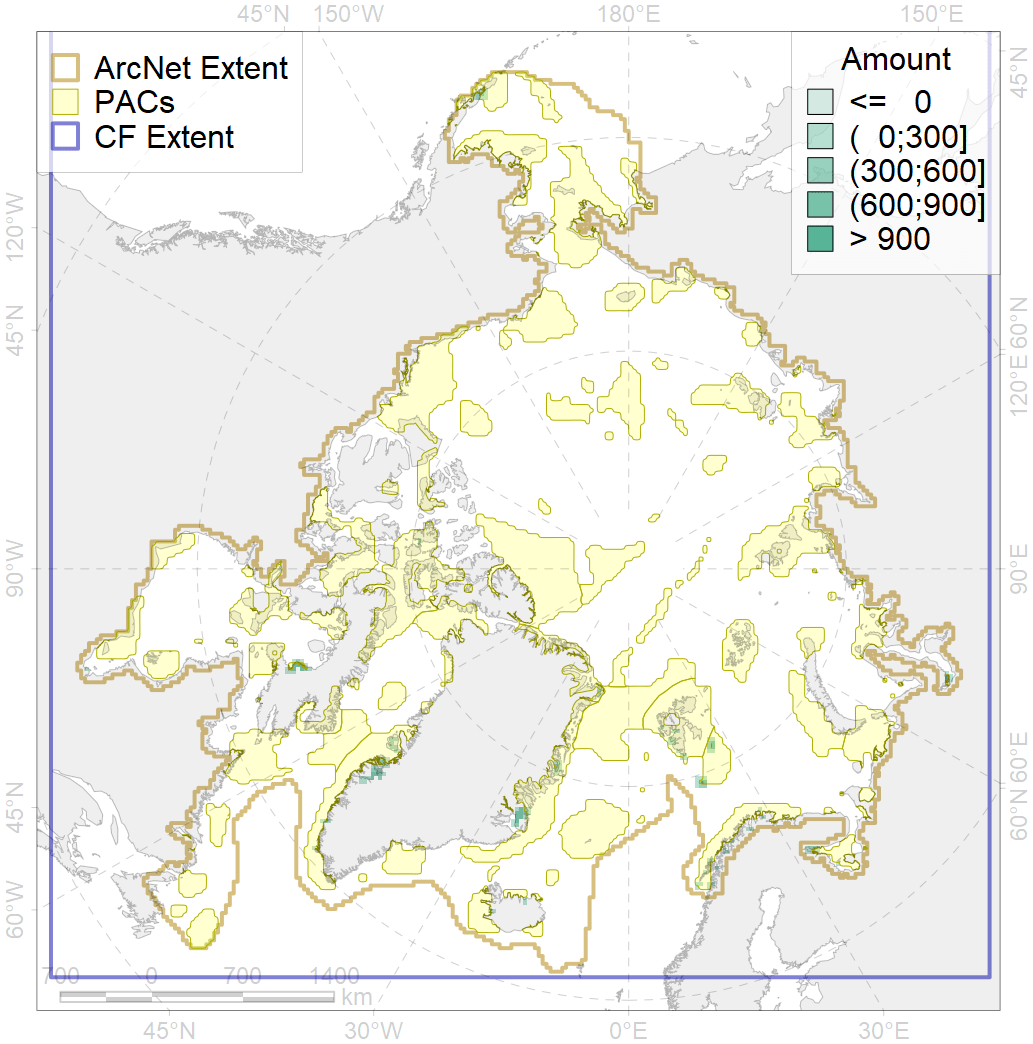 45°N 150°W 180°E 150°E
ArcNet Extent
PACs
CF Extent
Amount
<= 0
( 0;300]
(300;600]
(600;900]
> 900
45°N
120°W
60°N
45°N
120°E
90°W
90°E
60°E
45°N
60°N
60°W
700 0 700 1400
km
45°N 30°W 0°E 30°E